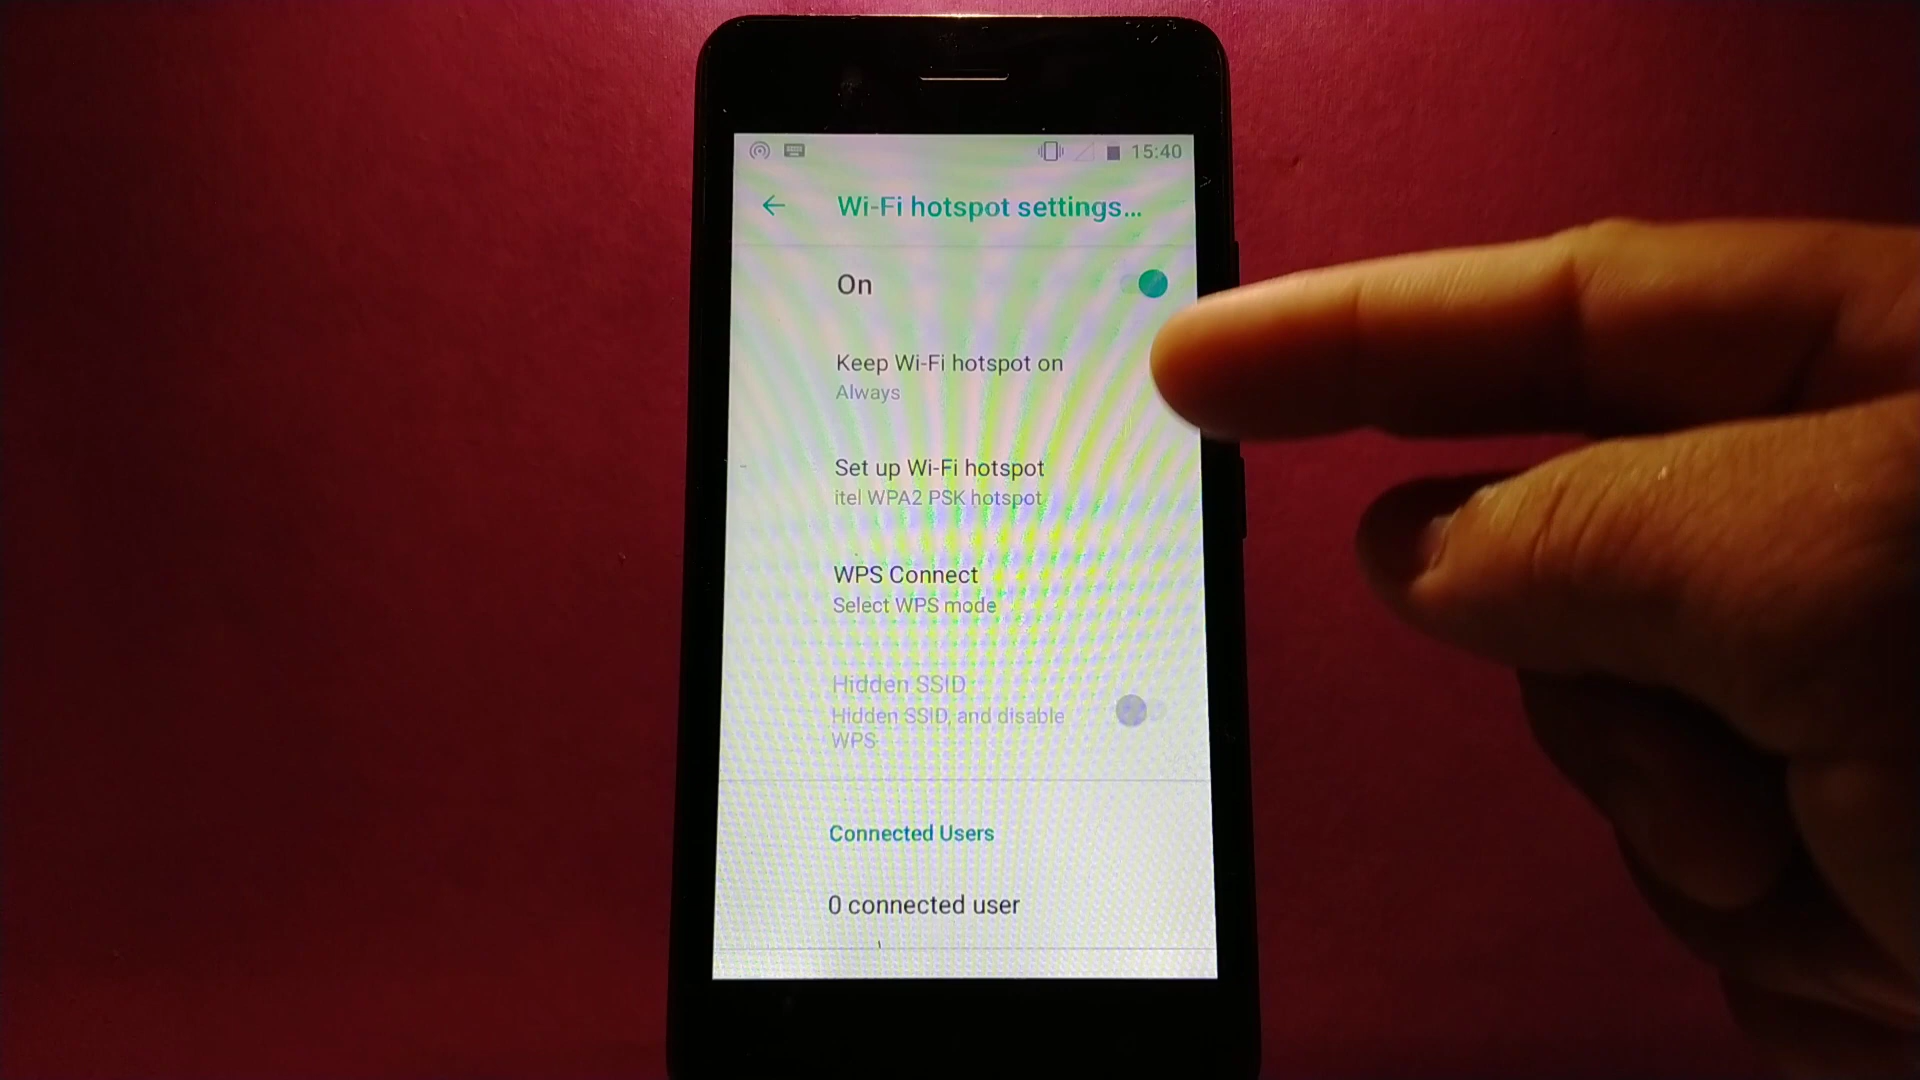 15:40
Wi-Fi hotspot settings...
On
Keep Wi-Fi hotspot on
Always
Set up Wi-Fi hotspot
itel WPA2 PSK hotspot
WPS Connect
Select WPS mode
Hidden SSID
Hidden SSID, and disable
WPS
Connected Users
0 connected user